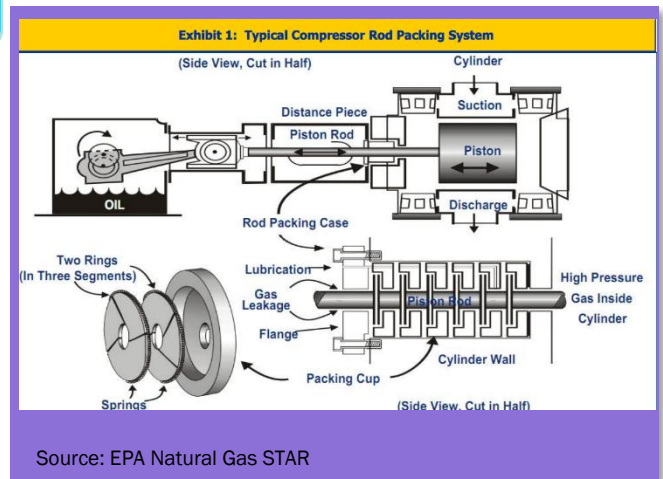 Exhibit 1: Typical Compressor Rod Packing System
(Side View, Cut in Half)
Cylinder
Suction
Distance Piece
Piston Rod
Piston
OIL
Discharge
Rod Packing Case
Two Rings
(In Three Segments)
Lubrication
Gas
Leakage
Flange
Piston Rod
High Pressure
Gas Inside
Cylinder
Cylinder Wall
Packing Cup
Springs
(Side View, Cut in Half)
Source: EPA Natural Gas STAR